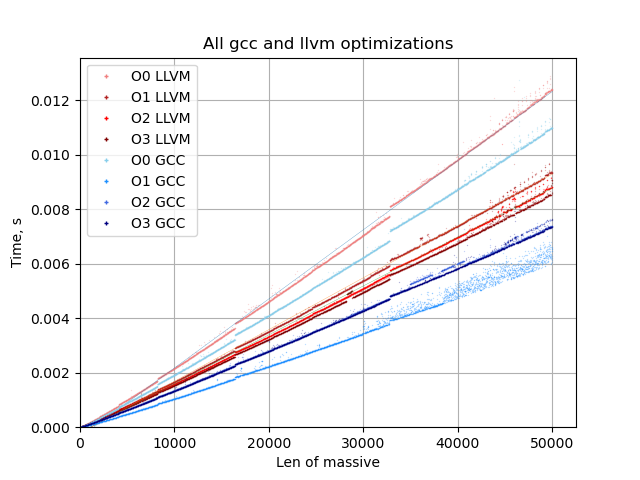 All gcc and llvm optimizations
O0 LLVM
O1 LLVM
O2 LLVM
O3 LLVM
O0 GCC
O1 GCC
O2 GCC
O3 GCC
Time, s
0.012
0.010
0.008
0.006
0.004
0.002
0.000
0 10000 20000 30000 40000 50000
Len of massive